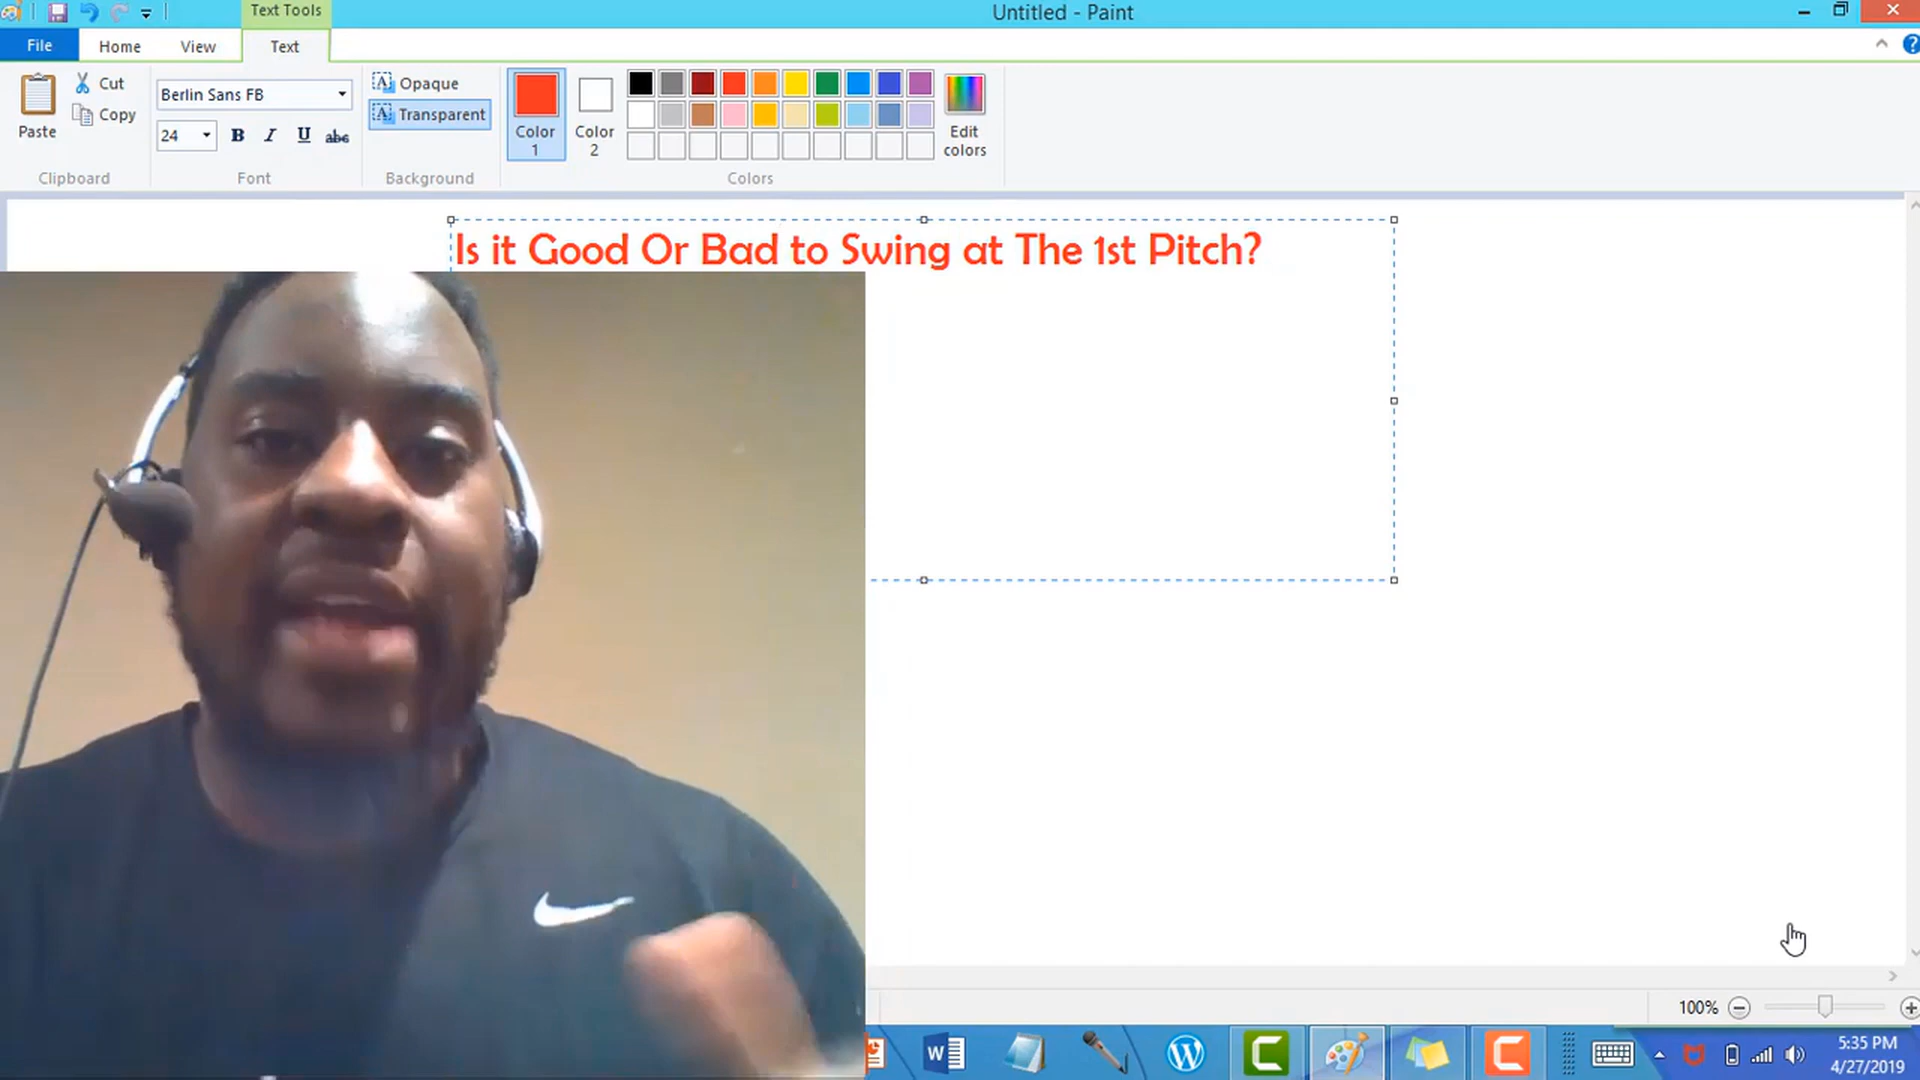 Text Tools
Untitled - Paint
File
Home
View
Text
Paste
Cut
Copy
Clipboard
Berlin Sans FB
24
B I U abc
Font
Opaque
Transparent
Background
Color 1
Color 2
Edit colors
Colors
Is it Good Or Bad to Swing at The 1st Pitch?
100%
5:35 PM
4/27/2019